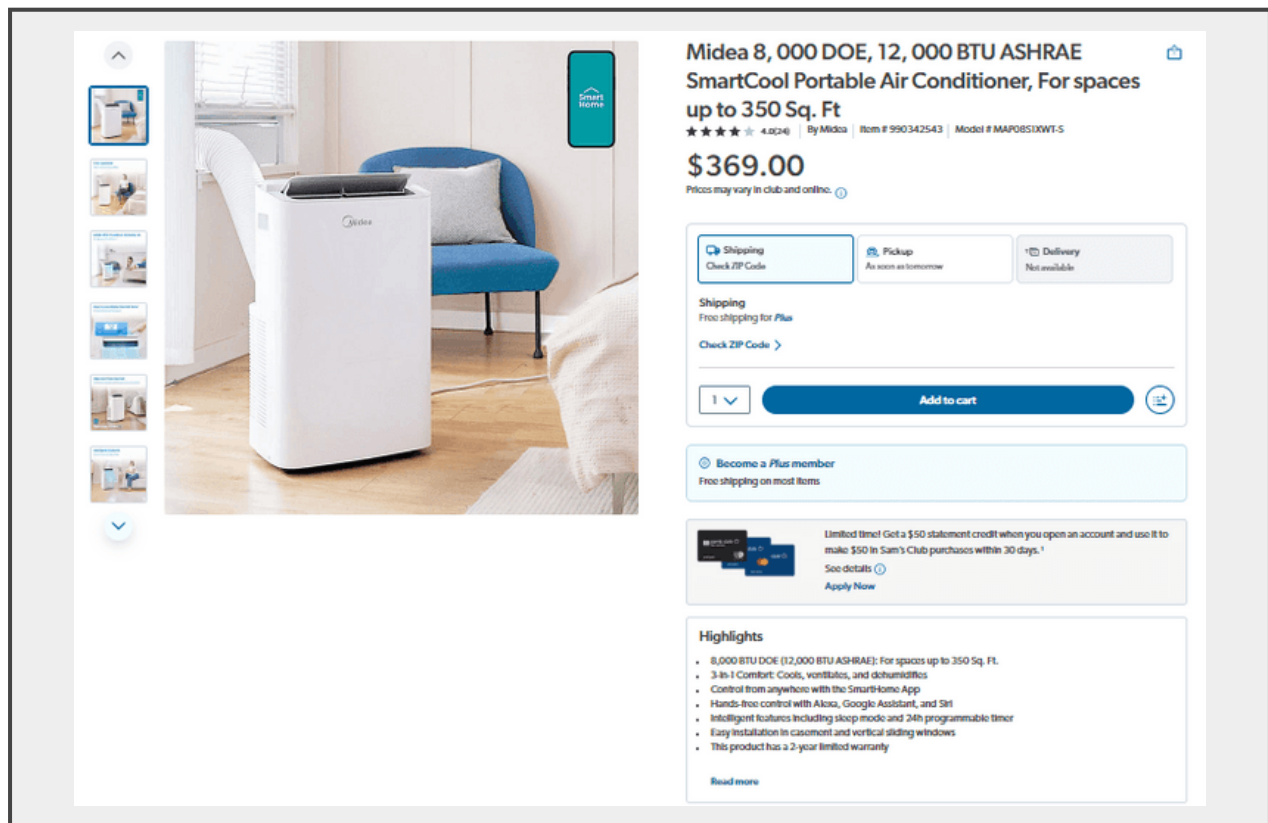 Smart
Home
Midea
Midea 8, 000 DOE, 12, 000 BTU ASHRAE
SmartCool Portable Air Conditioner, For spaces
up to 350 Sq. Ft
4.0(24) By Midea Item # 990342543 Model # MAP08S1XWT-S
$369.00
Prices may vary in club and online.
Shipping
Check ZIP Code
Pickup
As soon as tomorrow
Delivery
Not available
Shipping
Free shipping for Plus
Check ZIP Code
1
Add to cart
Become a Plus member
Free shipping on most items
Limited time! Get a $50 statement credit when you open an account and use it to
make $50 in Sam's Club purchases within 30 days.¹
See details
Apply Now
Highlights
8,000 BTU DOE (12,000 BTU ASHRAE): For spaces up to 350 Sq. Ft.
3-in-1 Comfort: Cools, ventilates, and dehumidifies
Control from anywhere with the SmartHome App
Hands-free control with Alexa, Google Assistant, and Siri
Intelligent features including sleep mode and 24h programmable timer
Easy installation in casement and vertical sliding windows
This product has a 2-year limited warranty
Read more